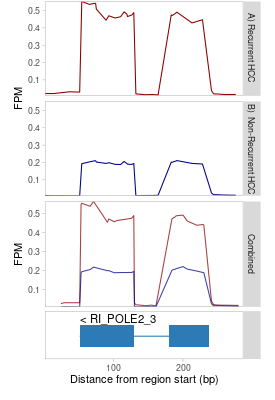 0.5
0.4
0.3
0.2
0.1
FPM
A) Recurrent HCC
0.5
0.4
0.3
0.2
0.1
B) Non-Recurrent HCC
0.5
0.4
0.3
0.2
0.1
FPM
Combined
< RI_POLE2_3
100 200
Distance from region start (bp)